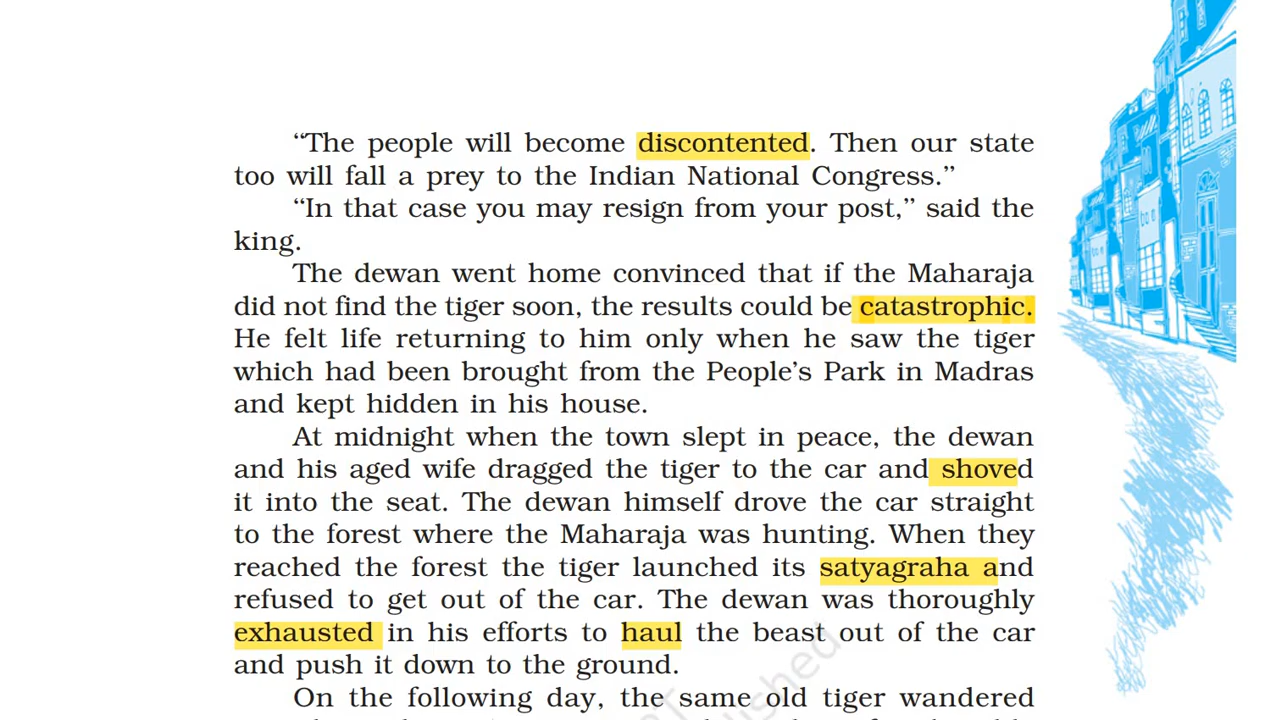 “The people will become discontented. Then our state
too will fall a prey to the Indian National Congress.”
“In that case you may resign from your post,” said the
king.
The dewan went home convinced that if the Maharaja
did not find the tiger soon, the results could be catastrophic.
He felt life returning to him only when he saw the tiger
which had been brought from the People’s Park in Madras
and kept hidden in his house.
At midnight when the town slept in peace, the dewan
and his aged wife dragged the tiger to the car and shoved
it into the seat. The dewan himself drove the car straight
to the forest where the Maharaja was hunting. When they
reached the forest the tiger launched its satyagraha and
refused to get out of the car. The dewan was thoroughly
exhausted in his efforts to haul the beast out of the car
and push it down to the ground.
On the following day, the same old tiger wandered